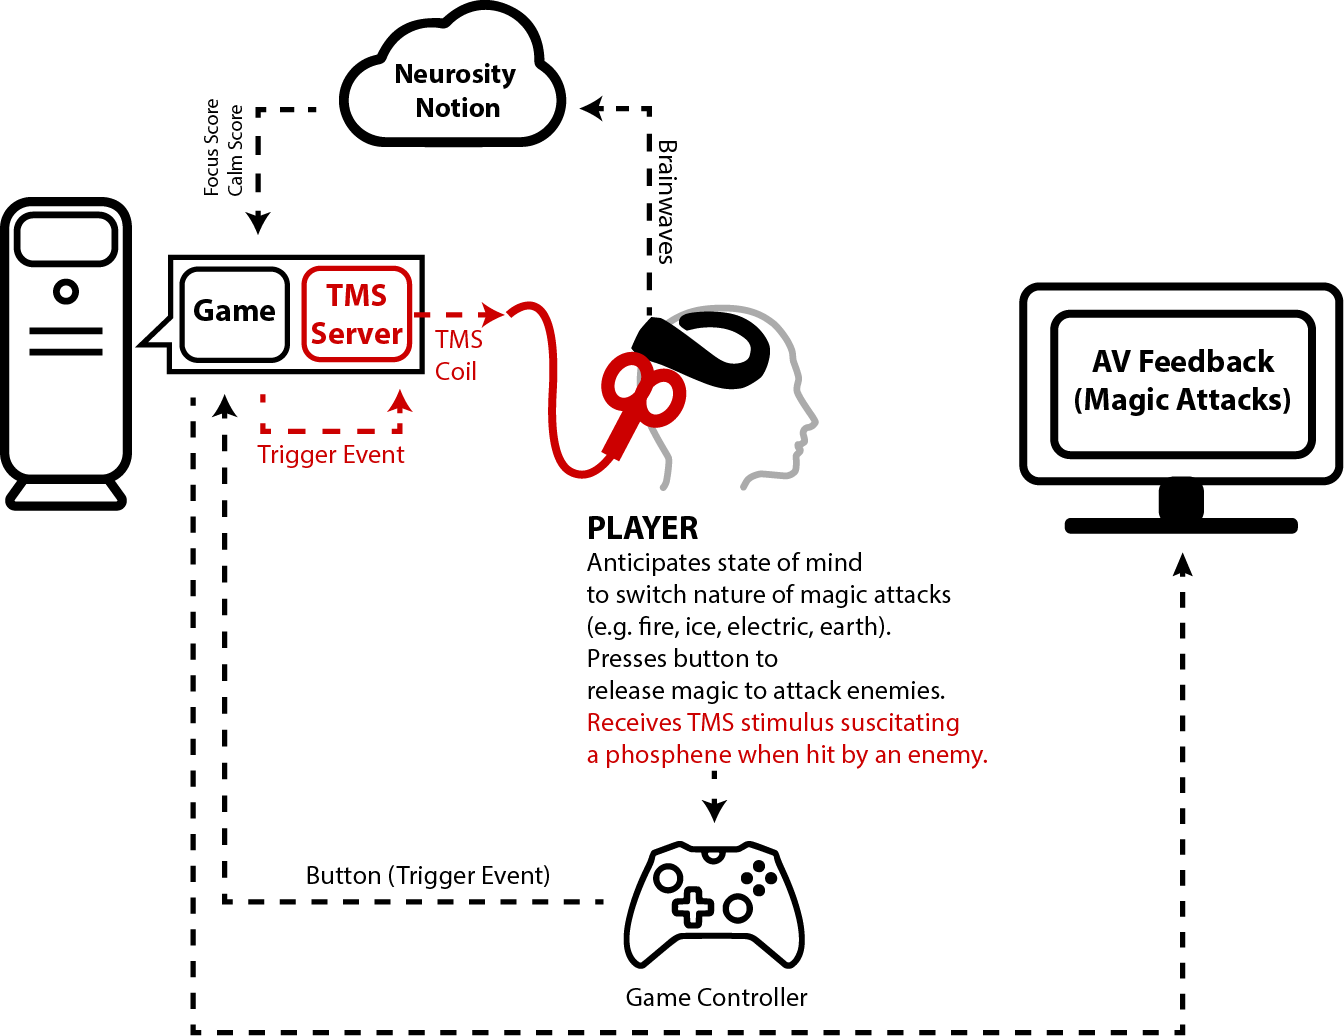 Neurosity
Notion
Focus Score
Calm Score
Brainwaves
Game
TMS
Server
TMS
Coil
Trigger Event
AV Feedback
(Magic Attacks)
PLAYER
Anticipates state of mind
to switch nature of magic attacks
(e.g. fire, ice, electric, earth).
Presses button to
release magic to attack enemies.
Receives TMS stimulus suscitating
a phosphene when hit by an enemy.
Button (Trigger Event)
Game Controller